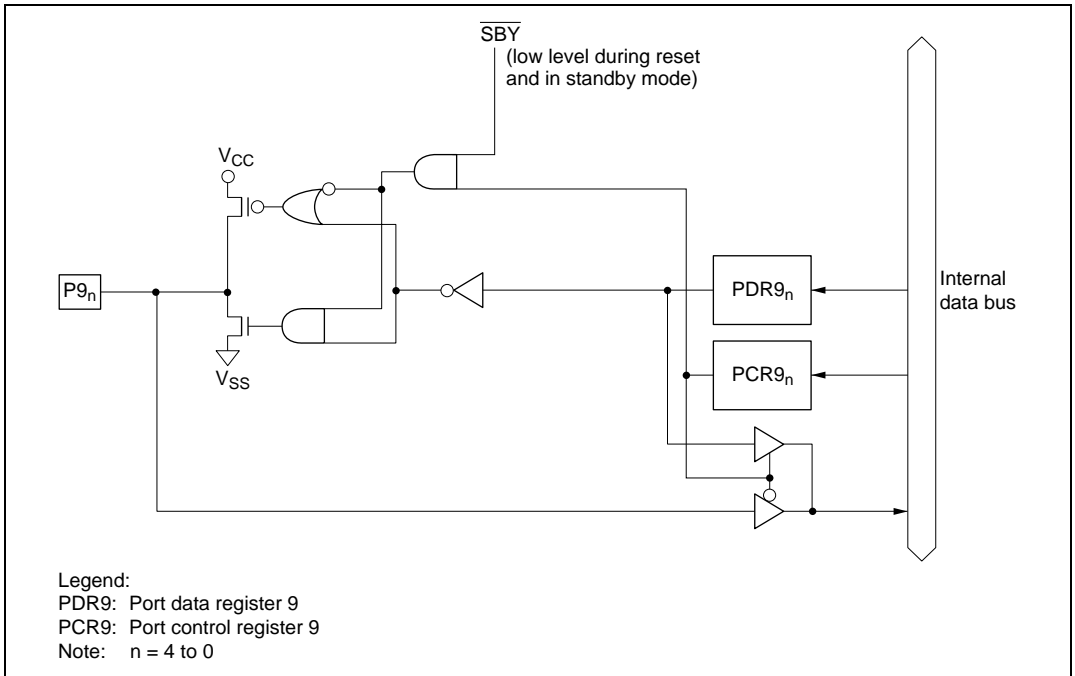 SBY
(low level during reset
and in standby mode)
VCC
P9n
VSS
PDR9n
PCR9n
Internal
data bus
Legend:
PDR9: Port data register 9
PCR9: Port control register 9
Note: n = 4 to 0